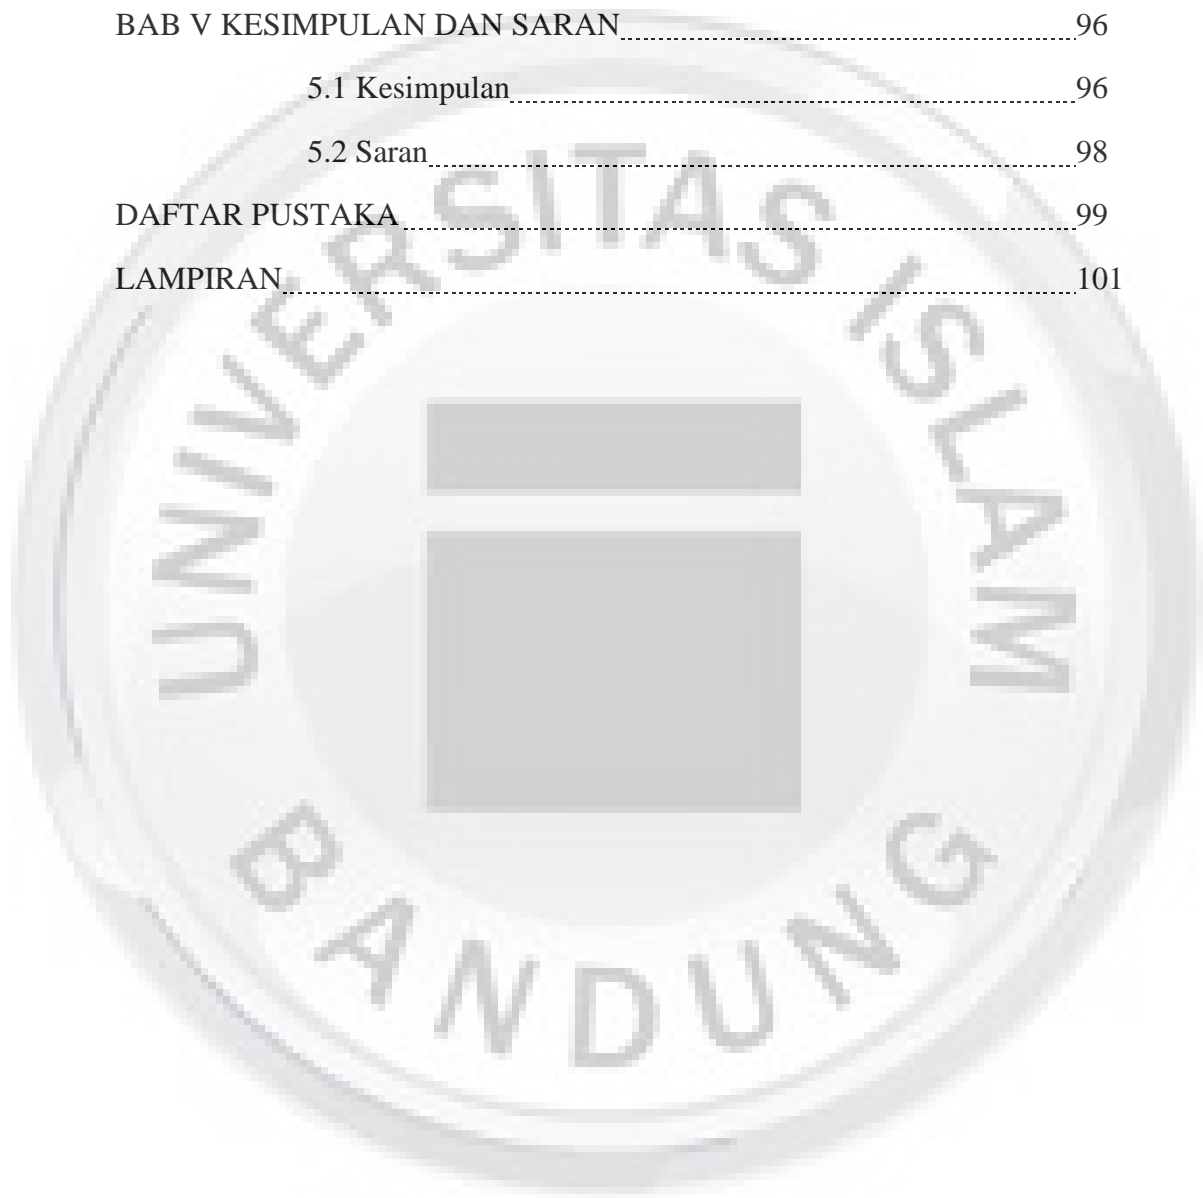 BAB V KESIMPULAN DAN SARAN 96
5.1 Kesimpulan 96
5.2 Saran 98
DAFTAR PUSTAKA 99
LAMPIRAN 101
UNIVERSITAS ISLAM
BANDUNG